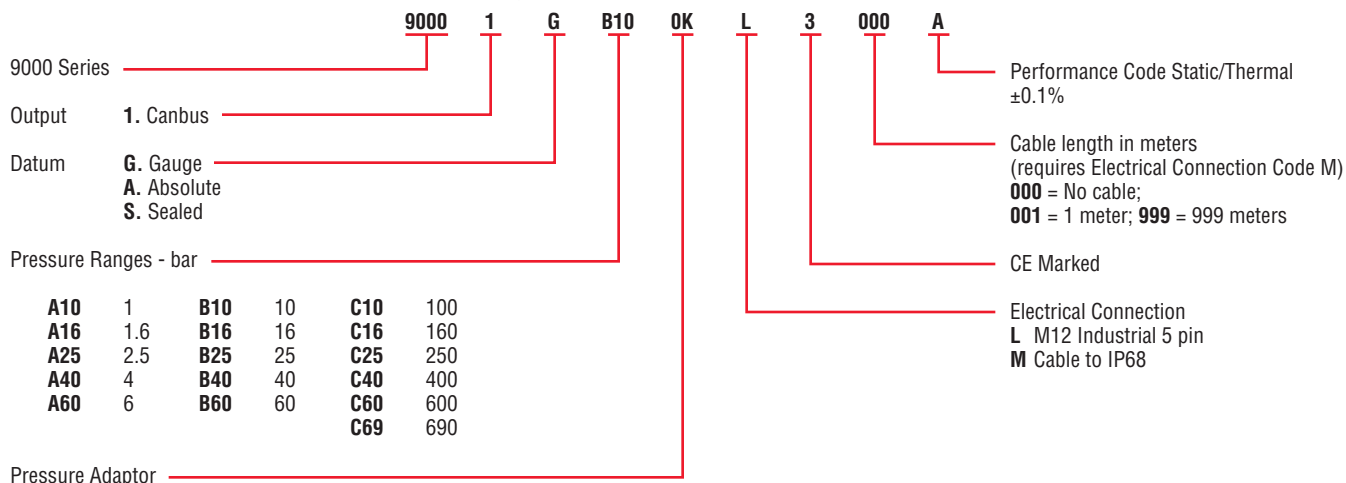 9000 1 G B10 0K L 3 000 A
9000 Series
Output 1. Canbus
Datum G. Gauge
A. Absolute
S. Sealed
Pressure Ranges - bar
A10 1 B10 10 C10 100
A16 1.6 B16 16 C16 160
A25 2.5 B25 25 C25 250
A40 4 B40 40 C40 400
A60 6 B60 60 C60 600
C69 690
Pressure Adaptor
Performance Code Static/Thermal
±0.1%
Cable length in meters
(requires Electrical Connection Code M)
000 = No cable;
001 = 1 meter; 999 = 999 meters
CE Marked
Electrical Connection
L M12 Industrial 5 pin
M Cable to IP68